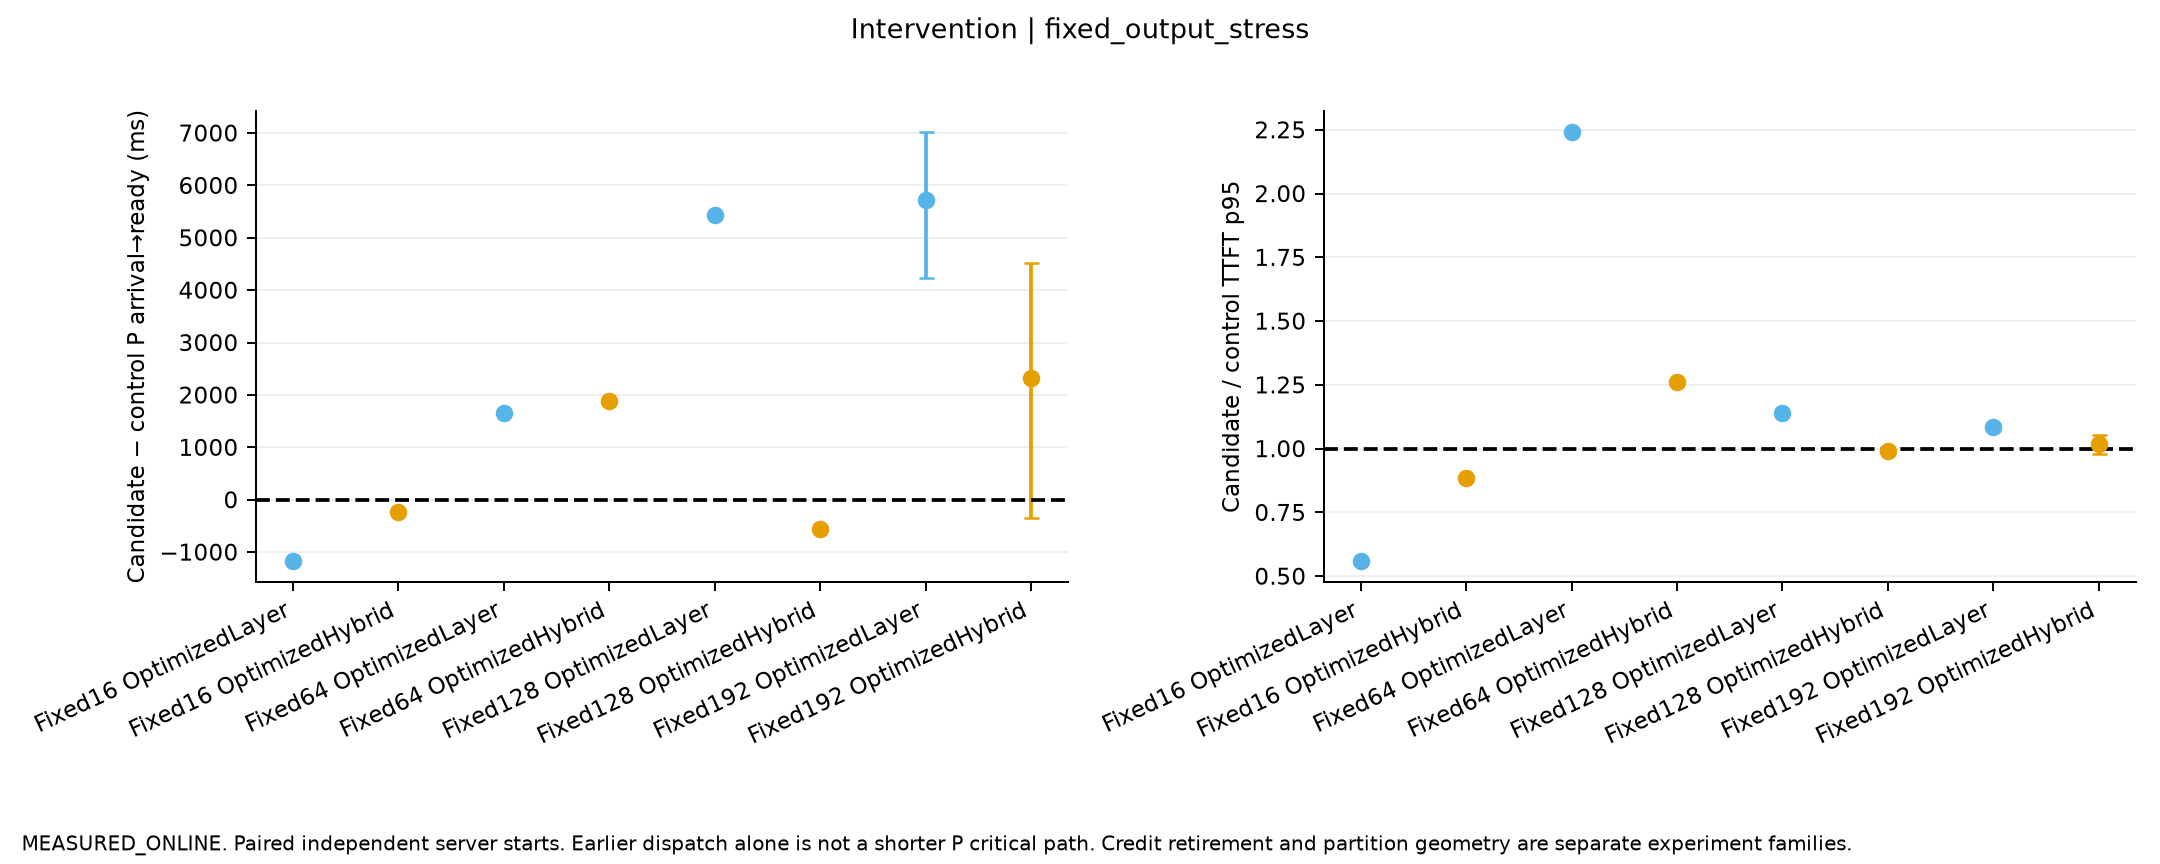 Intervention | fixed_output_stress
Candidate − control P arrival→ready (ms)
7000
6000
5000
4000
3000
2000
1000
0
−1000
Fixed16 OptimizedLayer
Fixed16 OptimizedHybrid
Fixed64 OptimizedLayer
Fixed64 OptimizedHybrid
Fixed128 OptimizedLayer
Fixed128 OptimizedHybrid
Fixed192 OptimizedLayer
Fixed192 OptimizedHybrid
Candidate / control TTFT p95
2.25
2.00
1.75
1.50
1.25
1.00
0.75
0.50
Fixed16 OptimizedLayer
Fixed16 OptimizedHybrid
Fixed64 OptimizedLayer
Fixed64 OptimizedHybrid
Fixed128 OptimizedLayer
Fixed128 OptimizedHybrid
Fixed192 OptimizedLayer
Fixed192 OptimizedHybrid
MEASURED_ONLINE. Paired independent server starts. Earlier dispatch alone is not a shorter P critical path. Credit retirement and partition geometry are separate experiment families.